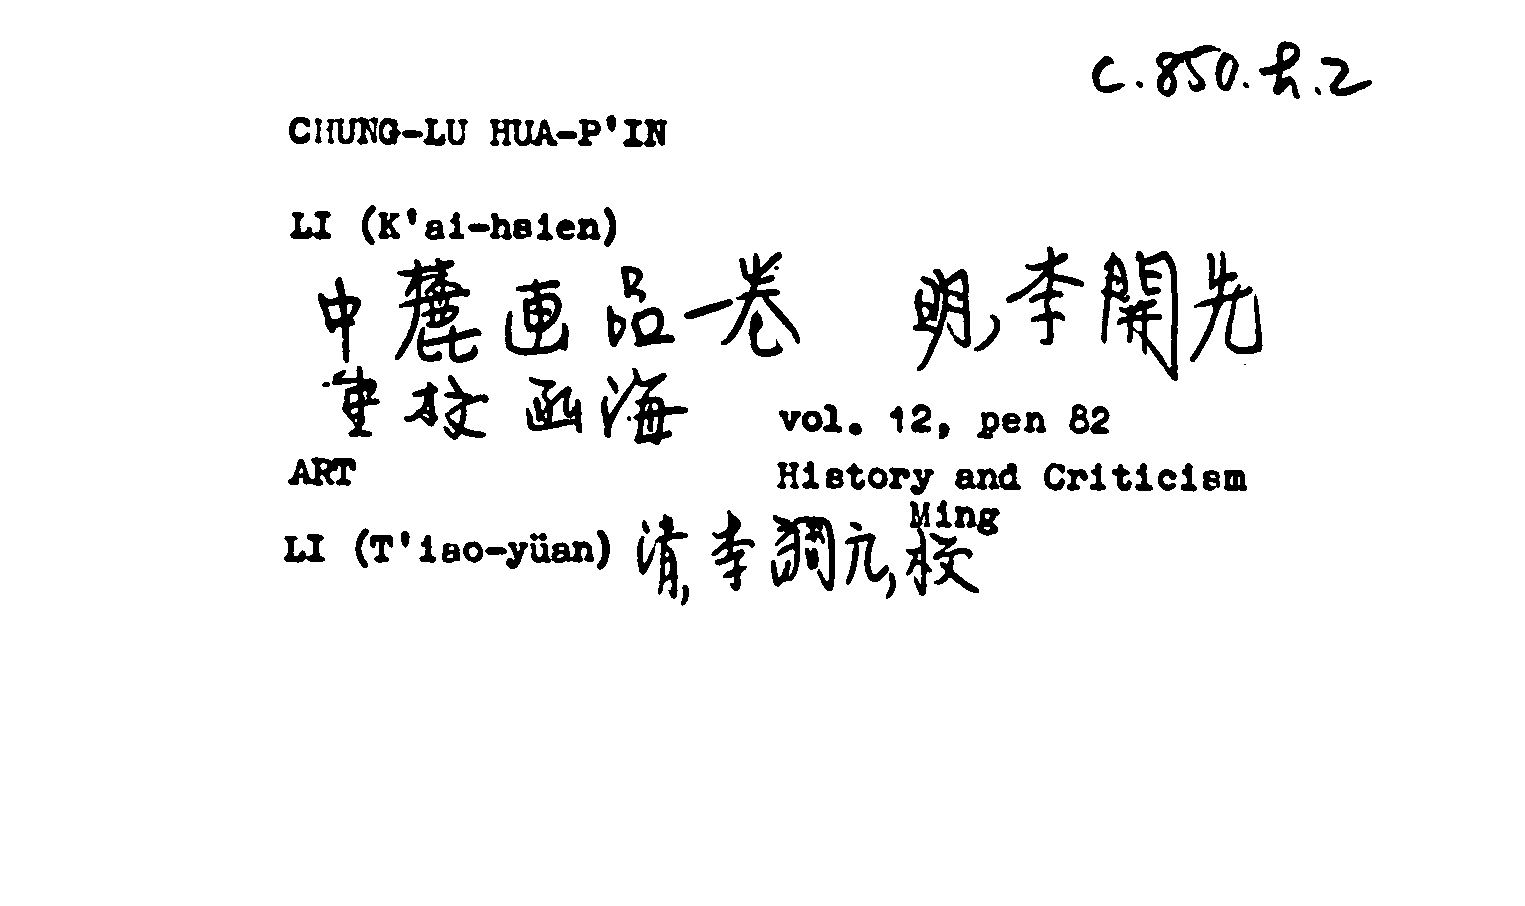 C.850.h.2
CHUNG-LU HUA-P'IN
LI (K'ai-hsien)
中麓画品一卷 明,李開先
重校函海 vol. 12, pen 82
ART History and Criticism
Ming
LI (T'iao-yüan) 清,李調元,校